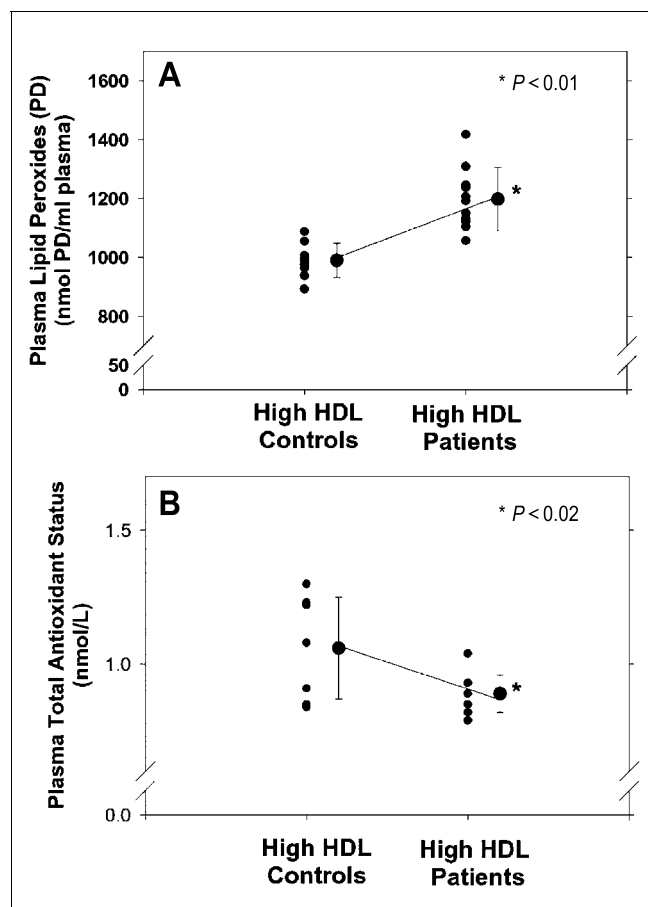 A
* P < 0.01
Plasma Lipid Peroxides (PD)
(nmol PD/ml plasma)
1600
1400
1200
1000
800
50
0
*
High HDL
Controls
High HDL
Patients
B
* P < 0.02
Plasma Total Antioxidant Status
(nmol/L)
1.5
1.0
0.0
*
High HDL
Controls
High HDL
Patients